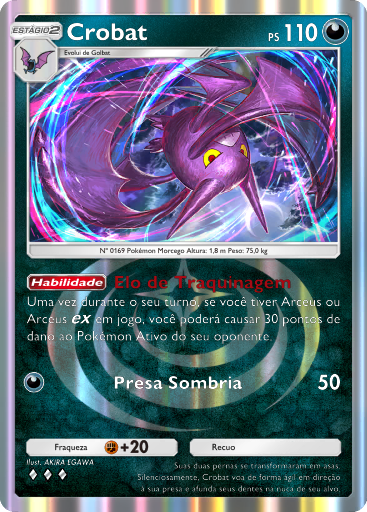 ESTÁGIO 2
Crobat
PS 110
Evolui de Golbat
Nº 0169 Pokémon Morcego Altura: 1,8 m Peso: 75,0 kg
Habilidade Elo de Traquinagem
Uma vez durante o seu turno, se você tiver Arceus ou
Arceus ex em jogo, você poderá causar 30 pontos de
dano ao Pokémon Ativo do seu oponente.
Presa Sombria 50
Fraqueza +20 Recuo
Ilust. AKIRA EGAWA
Suas duas pernas se transformaram em asas.
Silenciosamente, Crobat voa de forma ágil em direção
à sua presa e afunda seus dentes na nuca de seu alvo.